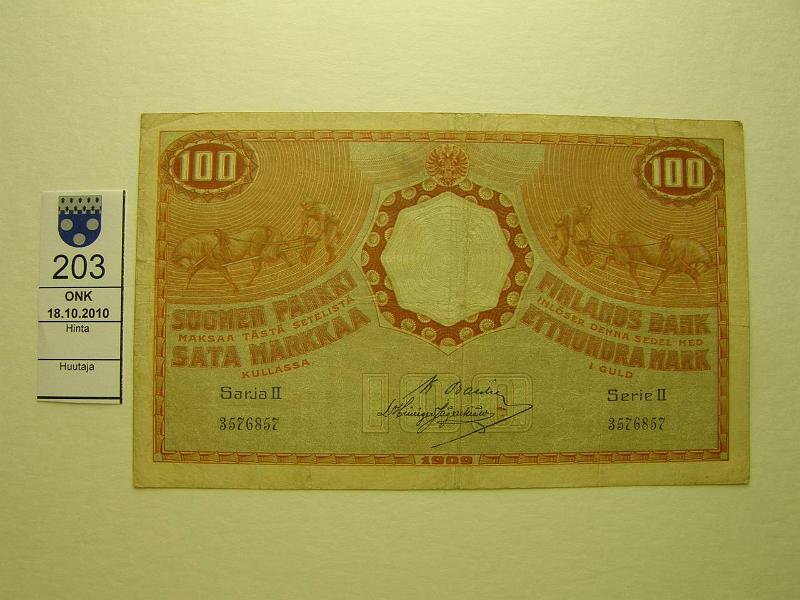 203
ONK
18.10.2010
Hinta
Huutaja
100
100
SUOMEN PANKKI
MAKSAA TÄSTÄ SETELISTÄ
SATA MARKKAA
KULLASSA
FINLANDS BANK
INLÖSER DENNA SEDEL MED
ETTHUNDRA MARK
I GULD
Sarja II
3576857
100
Serie II
3576857
1909